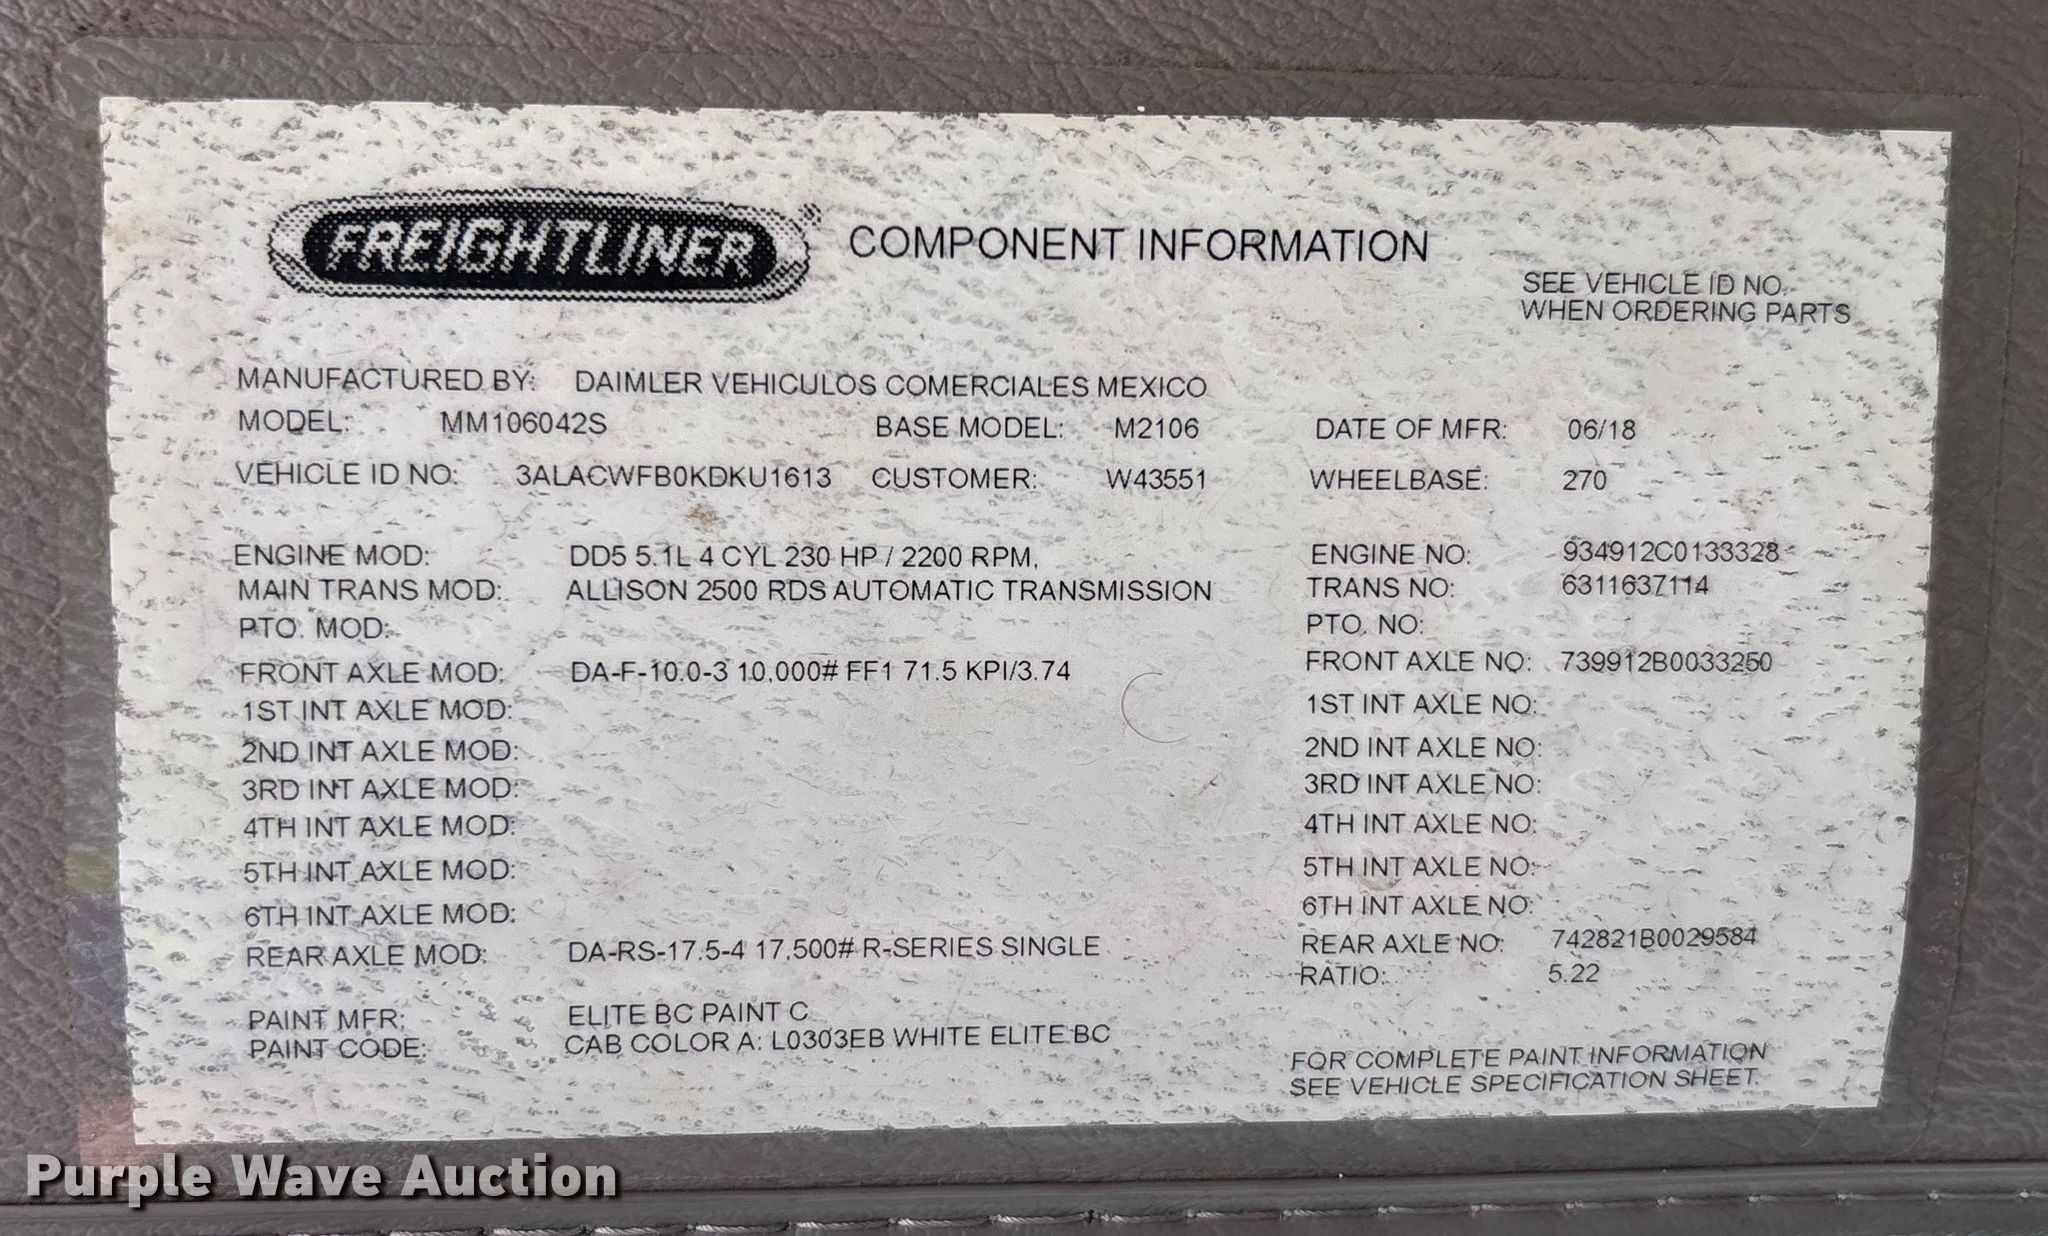 FREIGHTLINER ® COMPONENT INFORMATION
SEE VEHICLE ID NO.
WHEN ORDERING PARTS
MANUFACTURED BY: DAIMLER VEHICULOS COMERCIALES MEXICO
MODEL: MM106042S BASE MODEL: M2106 DATE OF MFR: 06/18
VEHICLE ID NO: 3ALACWFB0KDKU1613 CUSTOMER: W43551 WHEELBASE: 270
ENGINE MOD: DD5 5.1L 4 CYL 230 HP / 2200 RPM, ENGINE NO: 934912C0133328
MAIN TRANS MOD: ALLISON 2500 RDS AUTOMATIC TRANSMISSION TRANS NO: 6311637114
PTO. MOD: PTO. NO:
FRONT AXLE MOD: DA-F-10.0-3 10,000# FF1 71.5 KPI/3.74 FRONT AXLE NO: 739912B0033250
1ST INT AXLE MOD: 1ST INT AXLE NO:
2ND INT AXLE MOD: 2ND INT AXLE NO:
3RD INT AXLE MOD: 3RD INT AXLE NO:
4TH INT AXLE MOD: 4TH INT AXLE NO:
5TH INT AXLE MOD: 5TH INT AXLE NO:
6TH INT AXLE MOD: 6TH INT AXLE NO:
REAR AXLE MOD: DA-RS-17.5-4 17,500# R-SERIES SINGLE REAR AXLE NO: 742821B0029584
RATIO: 5.22
PAINT MFR: ELITE BC PAINT C
PAINT CODE: CAB COLOR A: L0303EB WHITE ELITE BC
FOR COMPLETE PAINT INFORMATION
SEE VEHICLE SPECIFICATION SHEET.
Purple Wave Auction